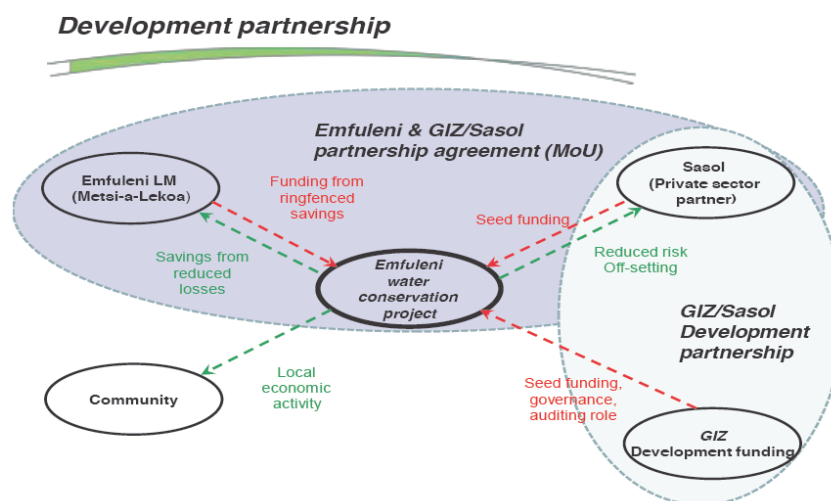 Development partnership
Emfuleni & GIZ/Sasol
partnership agreement (MoU)
Emfuleni LM
(Metsi-a-Lekoa)
Sasol
(Private sector
partner)
Funding from
ringfenced
savings
Seed funding
Savings from
reduced
losses
Emfuleni
water
conservation
project
Reduced risk
Off-setting
GIZ/Sasol
Development
partnership
Community
Local
economic
activity
Seed funding,
governance,
auditing role
GIZ
Development funding